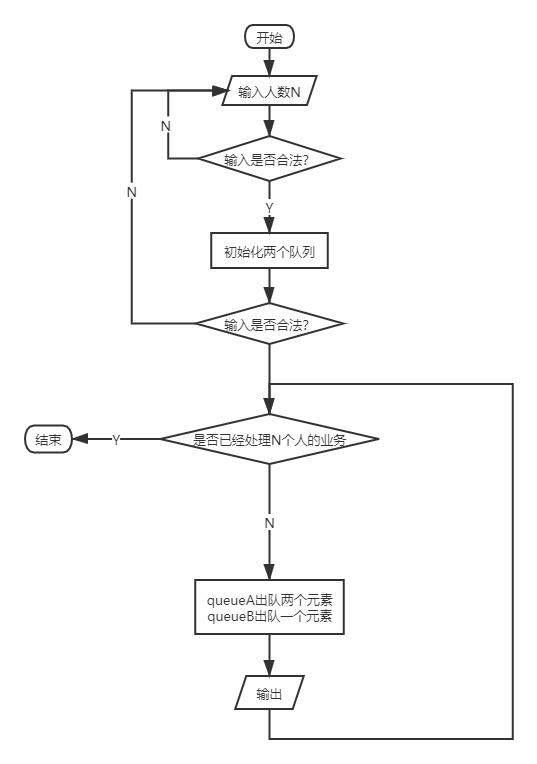 开始
输入人数N
N
输入是否合法?
Y
N
初始化两个队列
输入是否合法?
结束
Y
是否已经处理N个人的业务
N
queueA出队两个元素
queueB出队一个元素
输出